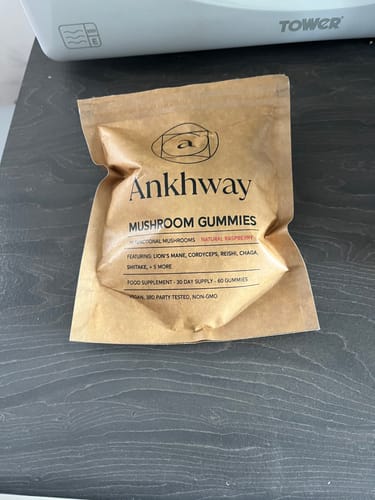 TOWER
a
Ankhway
MUSHROOM GUMMIES
FUNCTIONAL MUSHROOMS NATURAL RASPBERRY
FEATURING: LION'S MANE, CORDYCEPS, REISHI, CHAGA,
SHIITAKE, + 5 MORE
FOOD SUPPLEMENT - 30 DAY SUPPLY - 60 GUMMIES
VEGAN, 3RD PARTY TESTED, NON-GMO